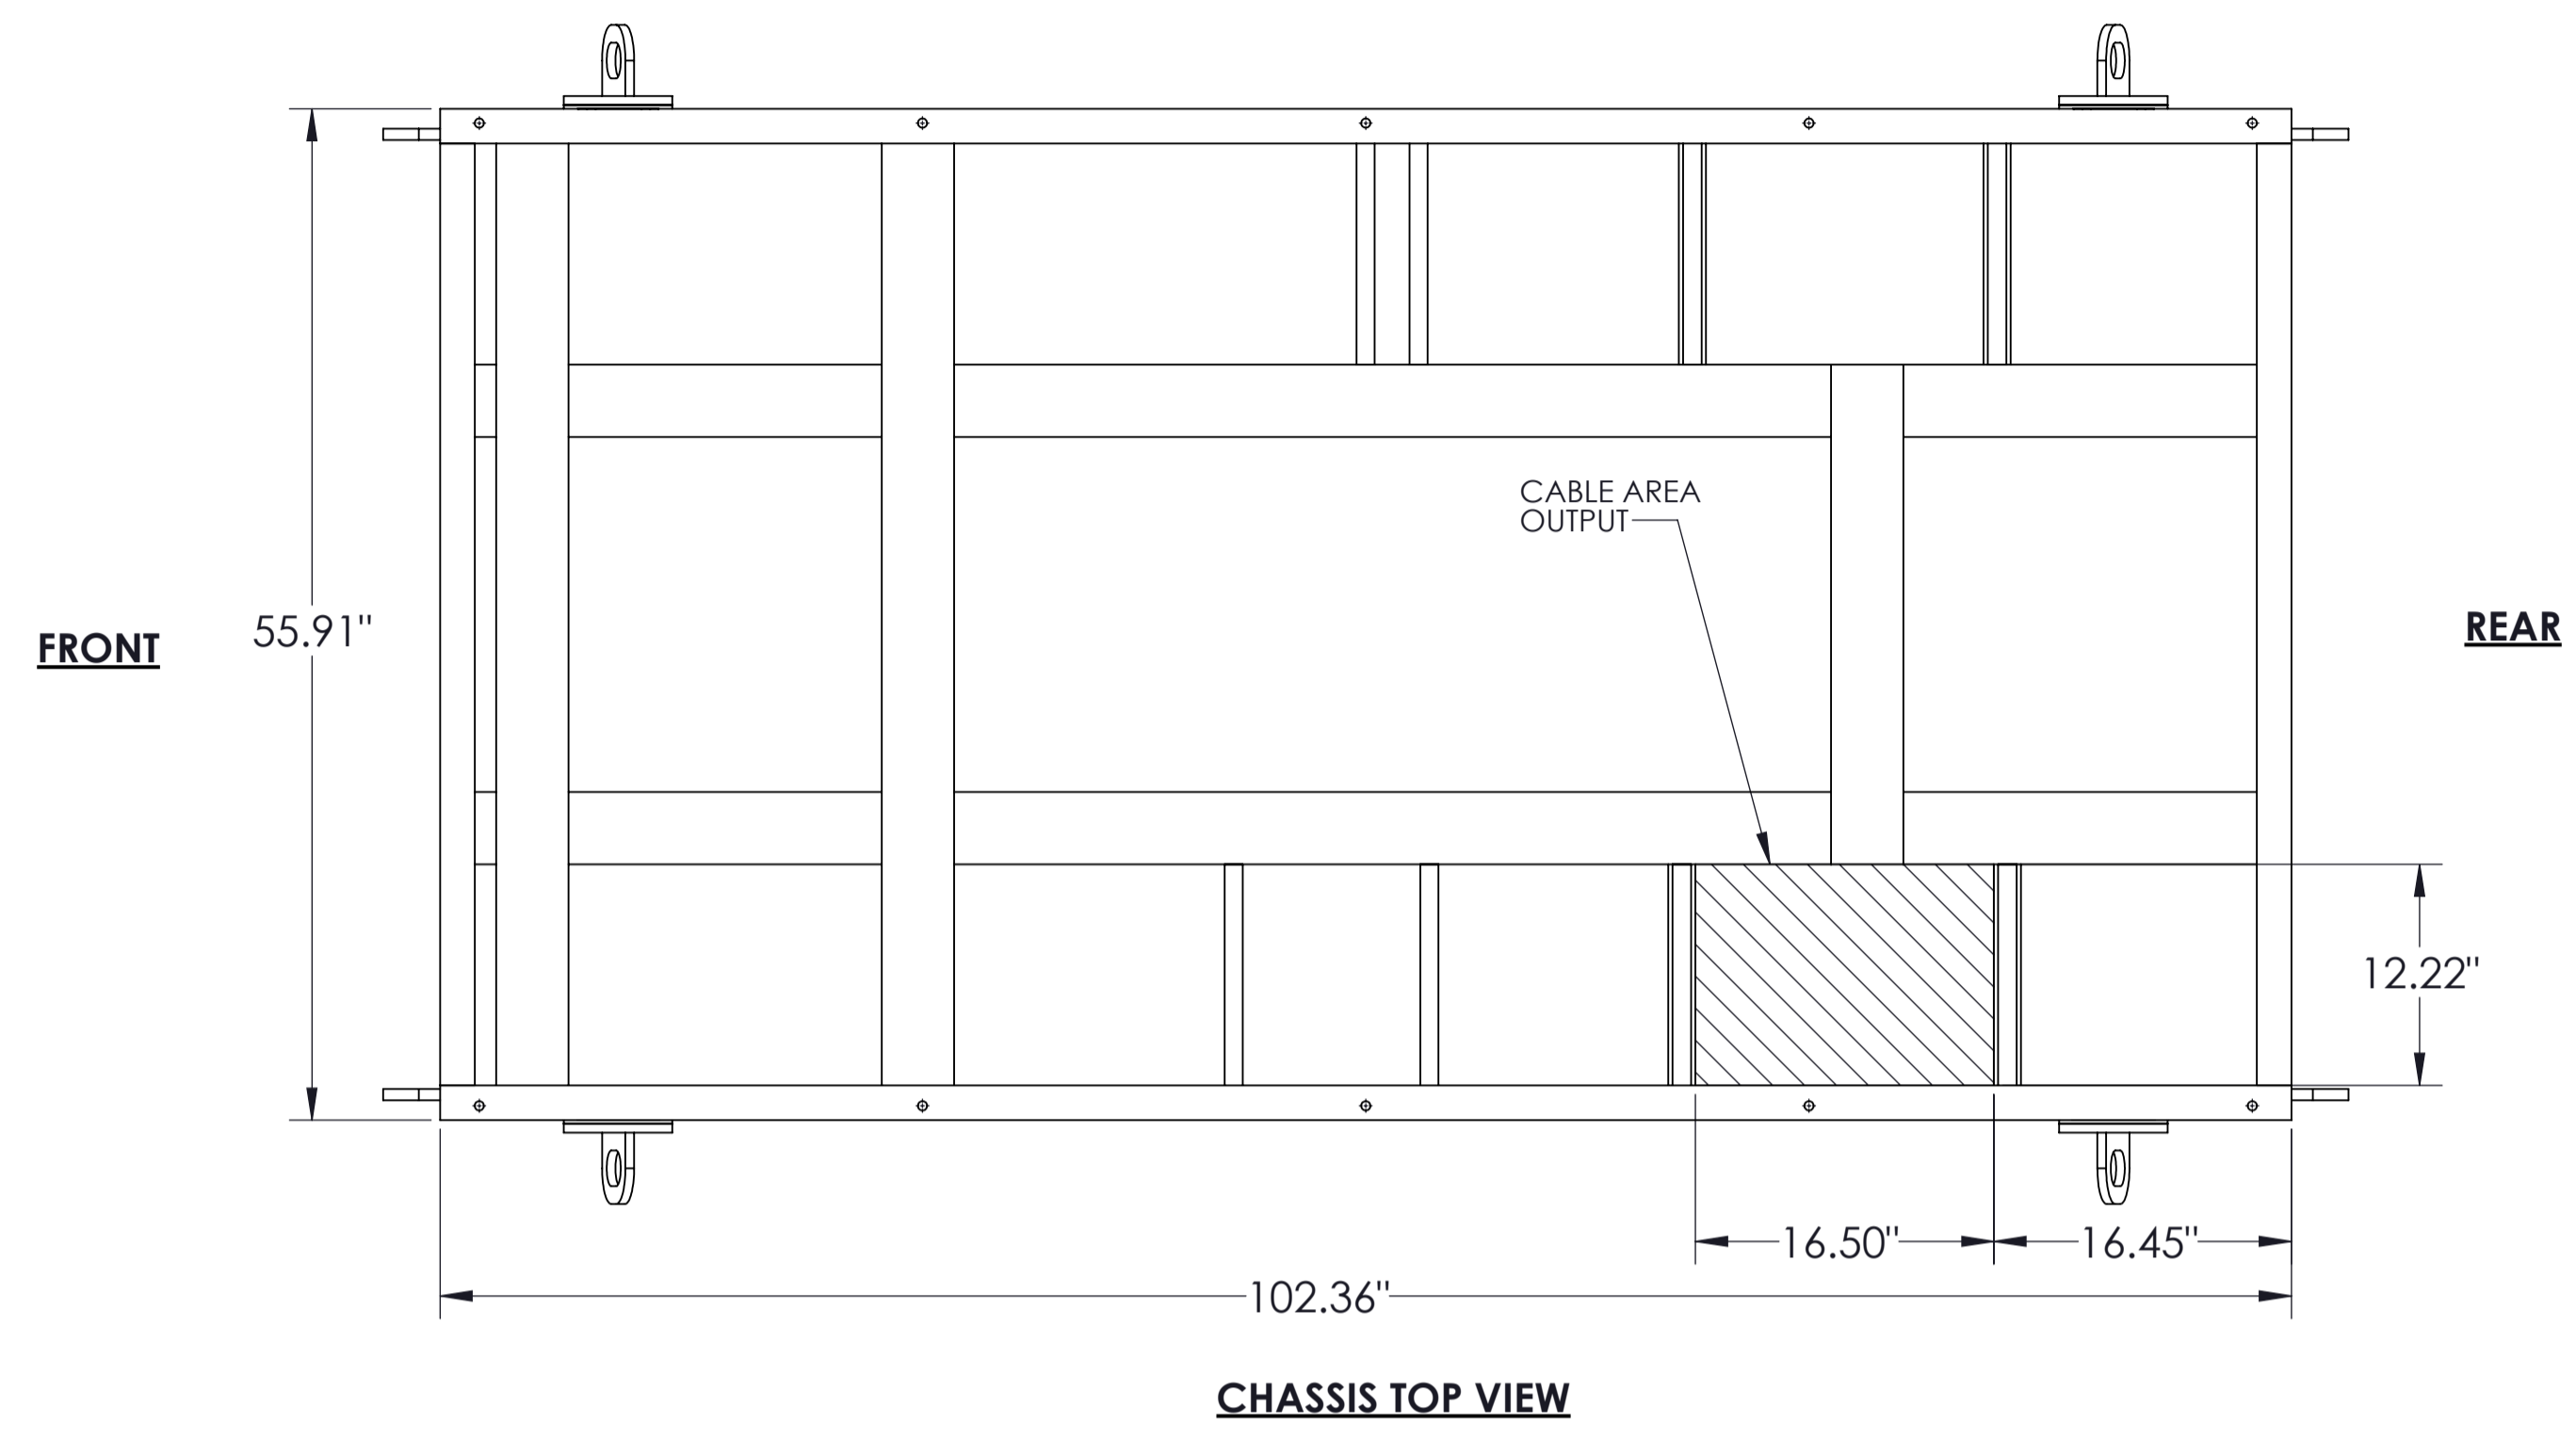 CABLE AREA
OUTPUT
FRONT
55.91"
REAR
12.22"
16.50"
16.45"
102.36"
CHASSIS TOP VIEW